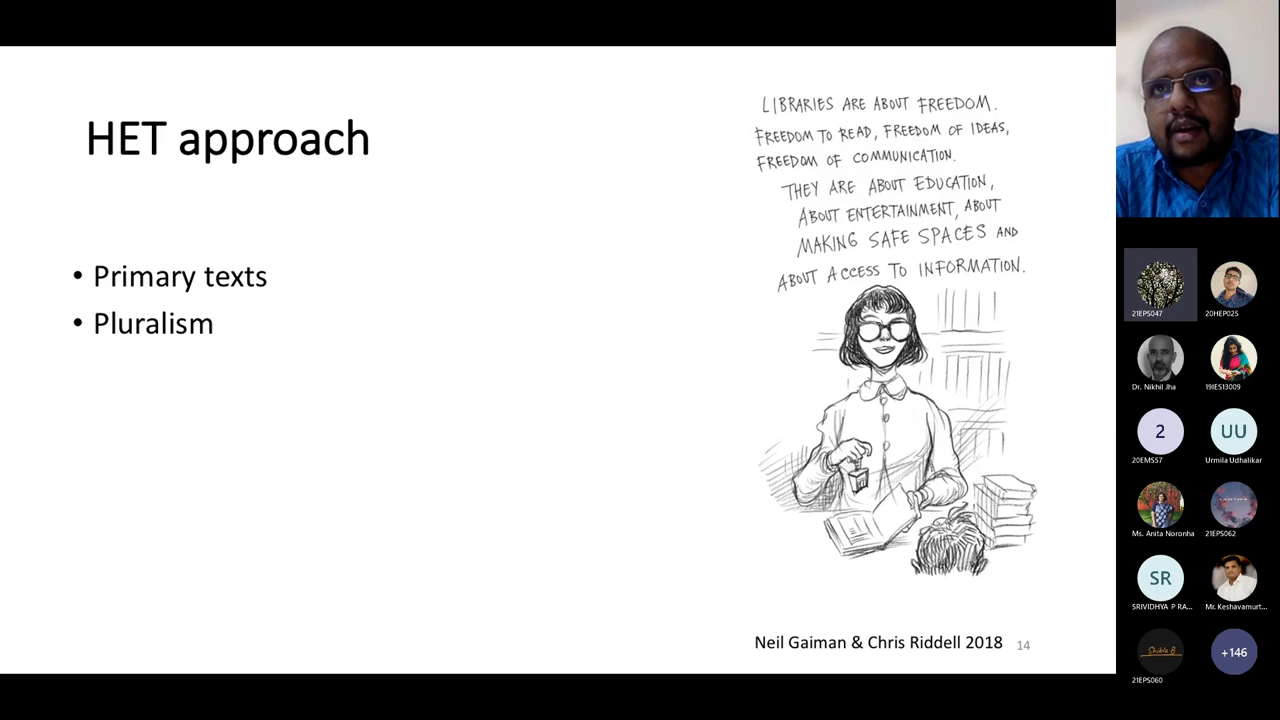 HET approach
• Primary texts
• Pluralism
LIBRARIES ARE ABOUT FREEDOM.
FREEDOM TO READ, FREEDOM OF IDEAS,
FREEDOM OF COMMUNICATION.
THEY ARE ABOUT EDUCATION,
ABOUT ENTERTAINMENT, ABOUT
MAKING SAFE SPACES AND
ABOUT ACCESS TO INFORMATION.
Neil Gaiman & Chris Riddell 2018
14
21EPS047
20HEP025
Dr. Nikhil Jha
19IES13009
2
UU
20EMS57
Urmila Udhalikar
Ms. Anita Noronha
21EPS062
SR
SRIVIDHYA P RA...
Mr. Keshavamurt...
Shibla B
+146
21EPS060